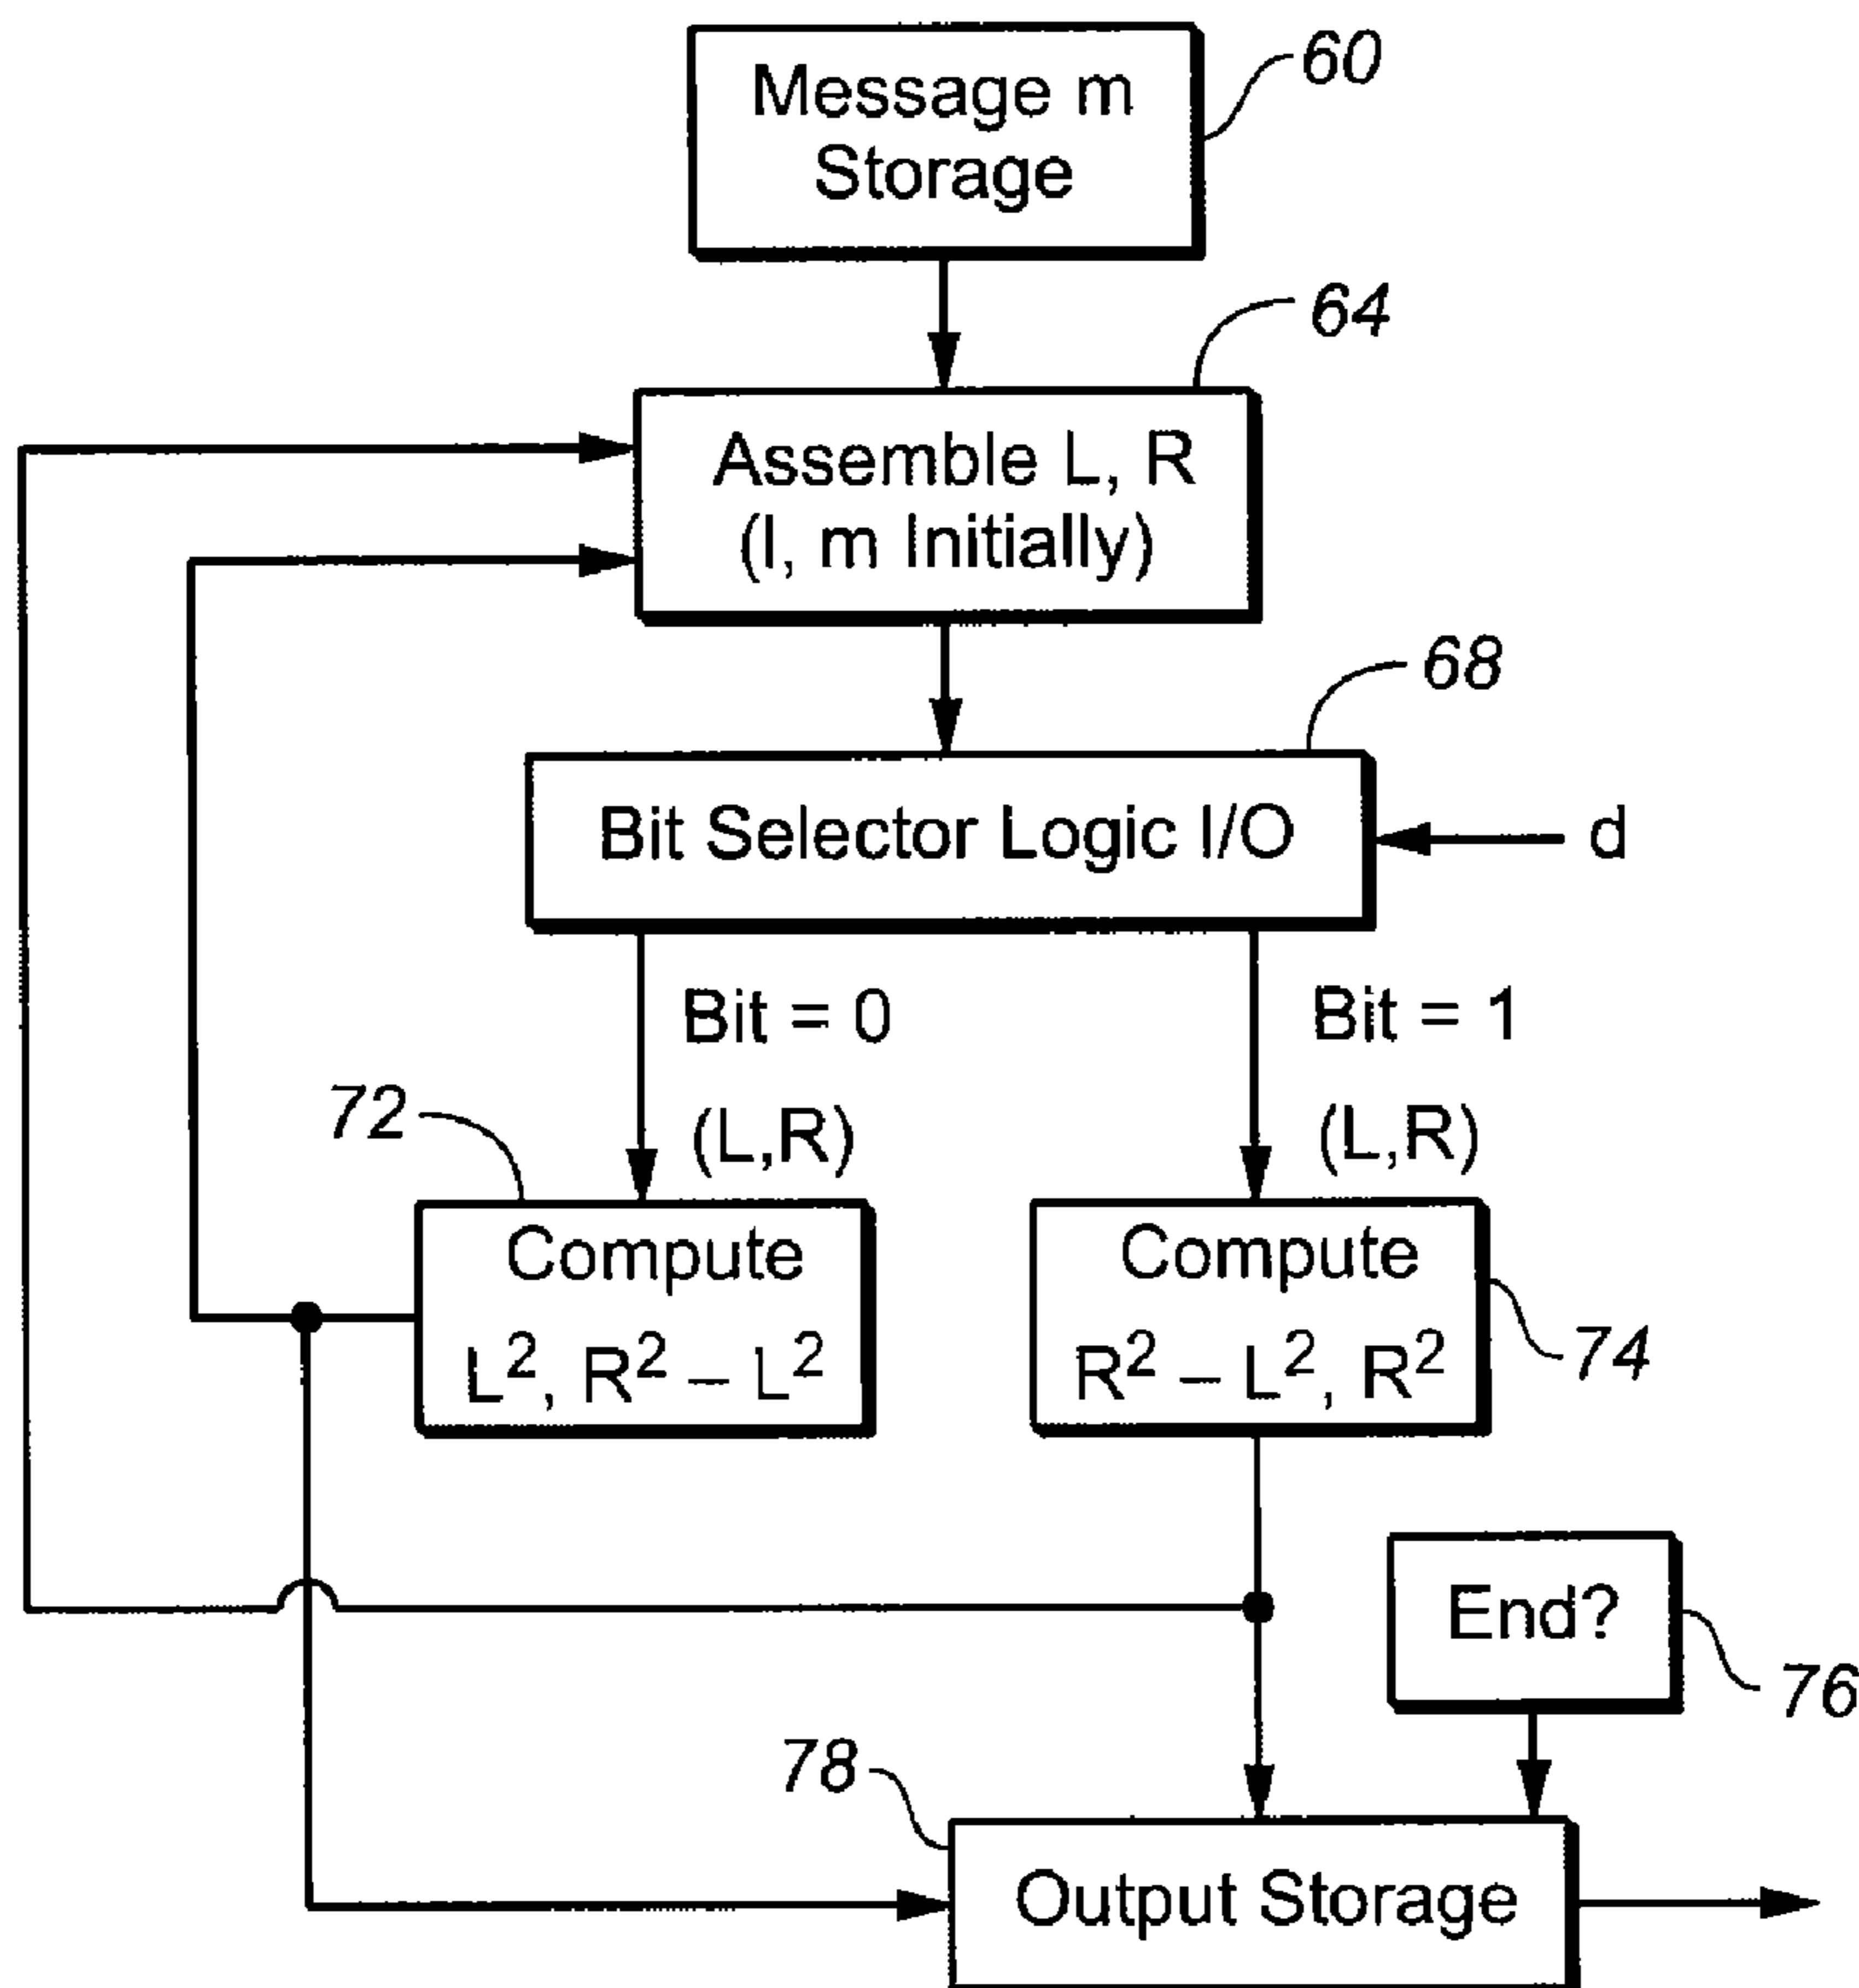 Message m
Storage
60
64
Assemble L, R
(I, m Initially)
68
Bit Selector Logic I/O
d
Bit = 0
Bit = 1
72
(L,R)
(L,R)
Compute
L², R² – L²
Compute
R² – L², R²
74
End?
76
78
Output Storage